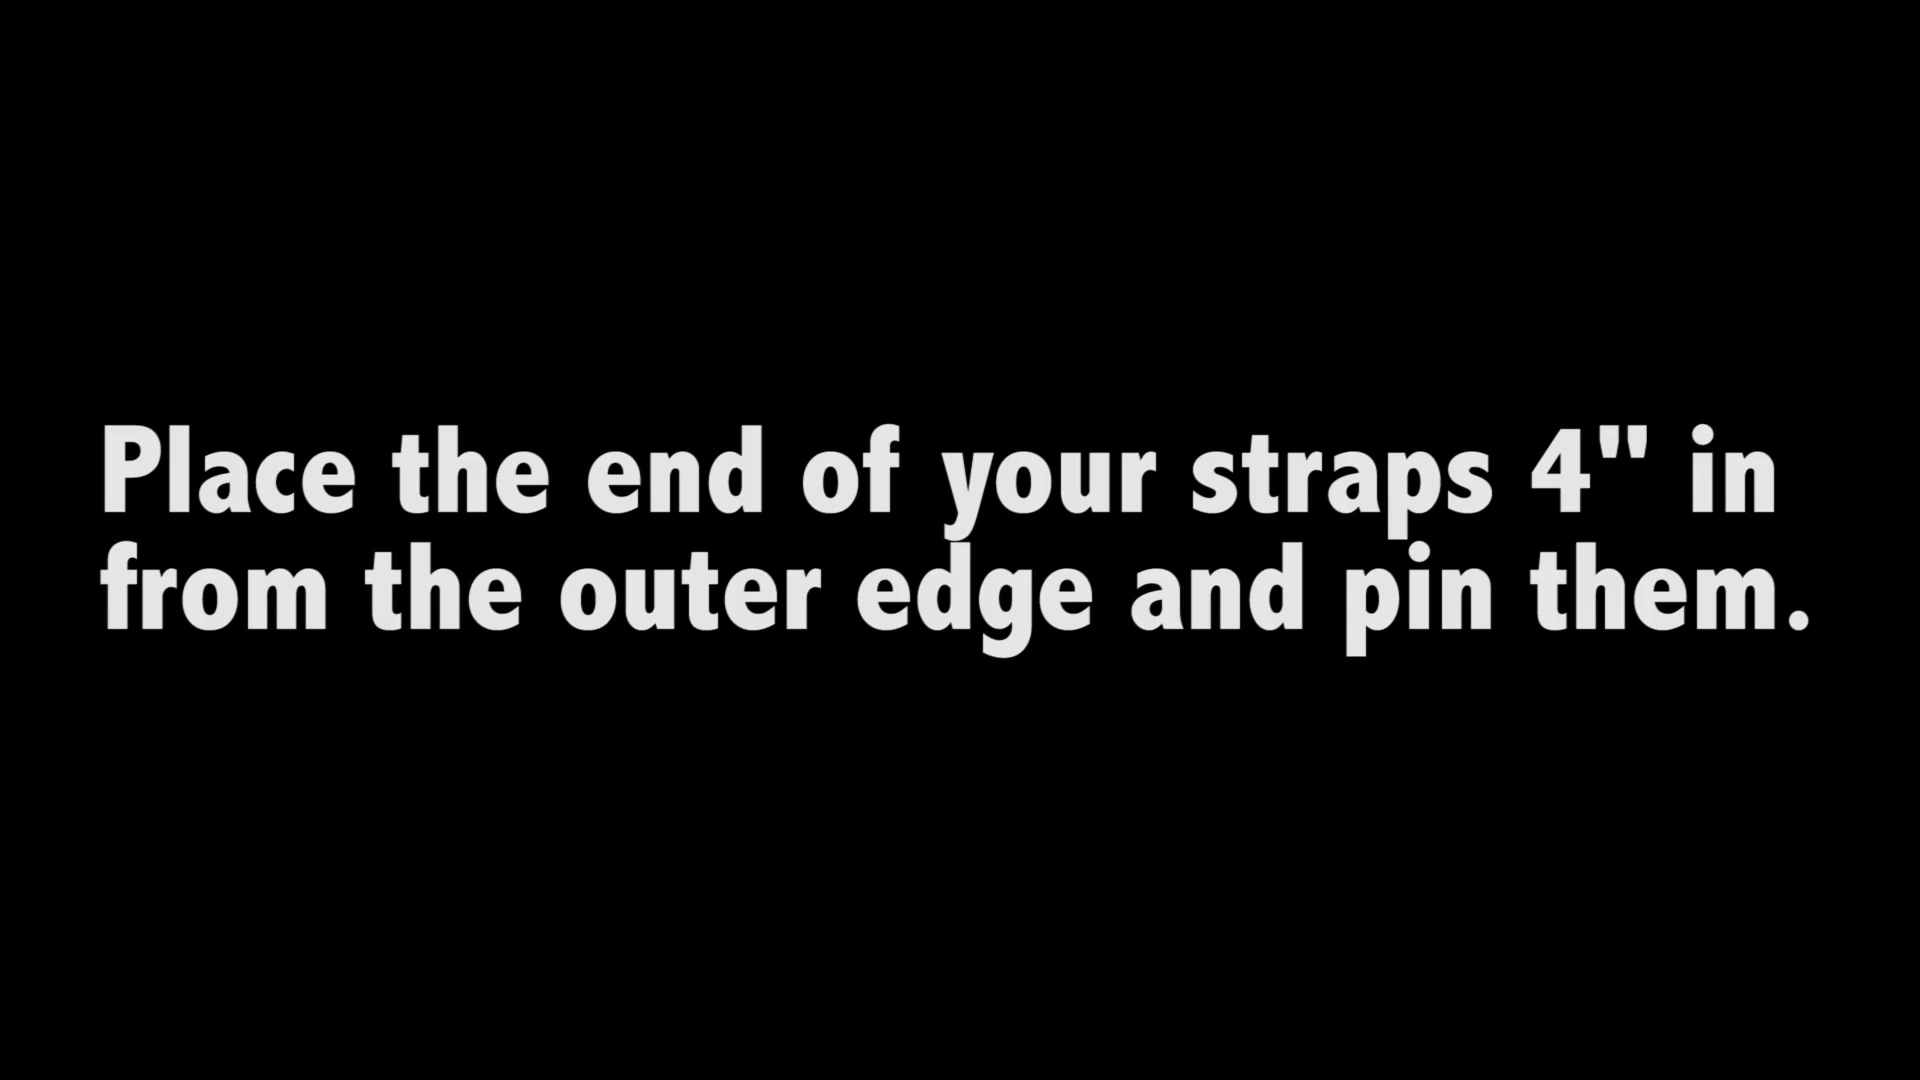 Place the end of your straps 4" in
from the outer edge and pin them.